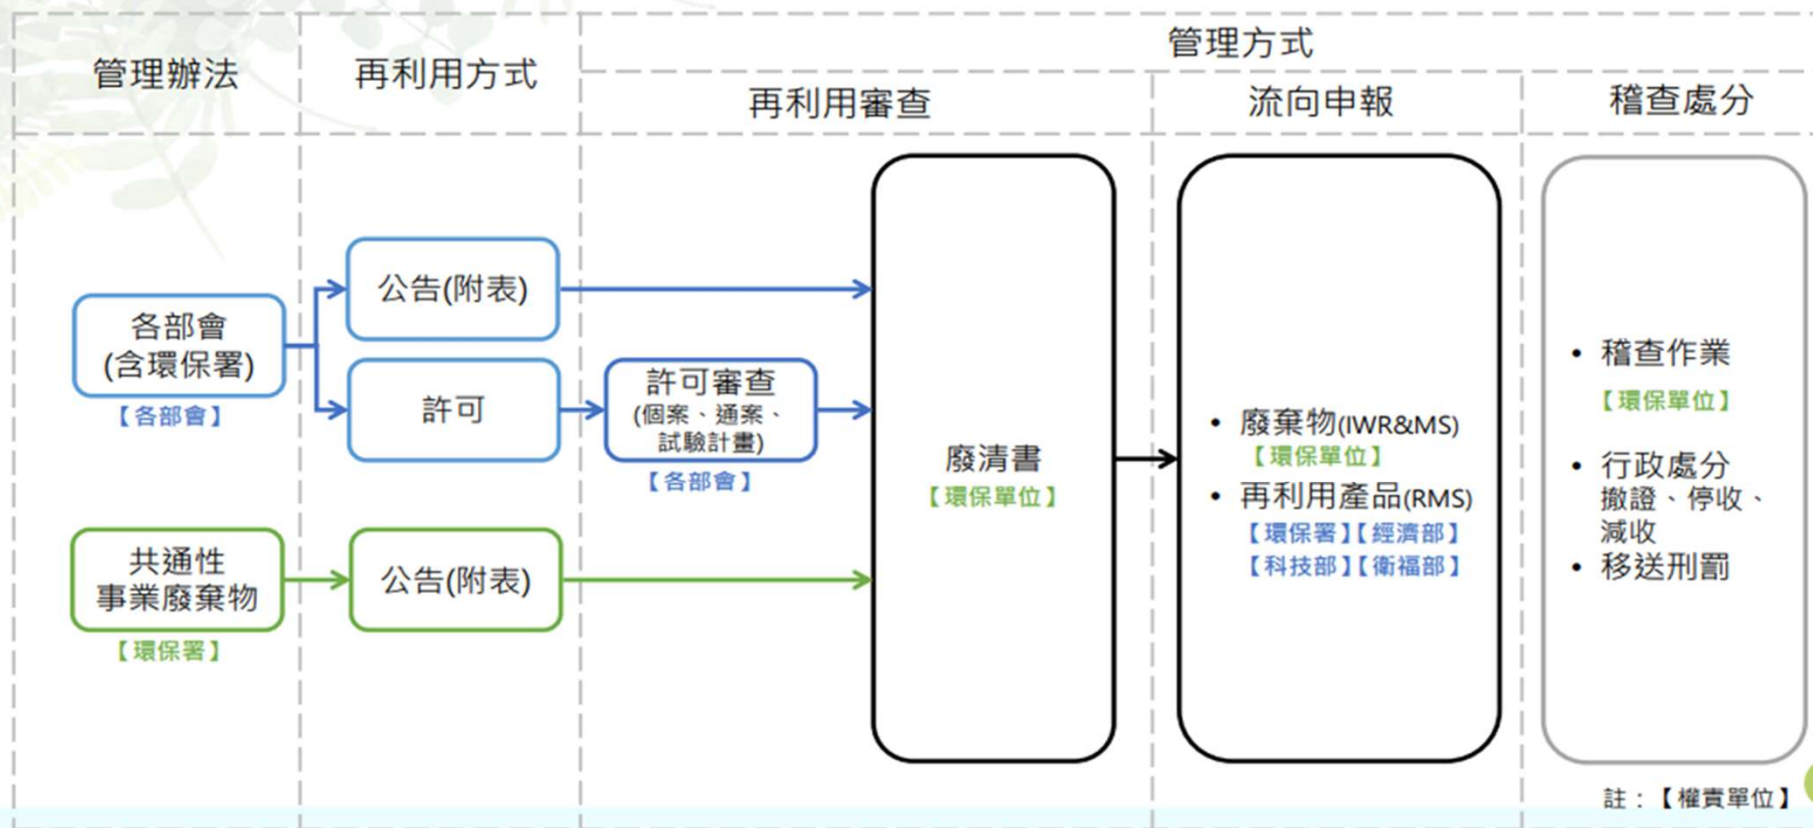 管理辦法
再利用方式
管理方式
再利用審查
流向申報
稽查處分
各部會
(含環保署)
【各部會】
公告(附表)
許可
許可審查
(個案、通案、
試驗計畫)
【各部會】
共通性
事業廢棄物
【環保署】
公告(附表)
廢清書
【環保單位】
• 廢棄物(IWR&MS)
【環保單位】
• 再利用產品(RMS)
【環保署】【經濟部】
【科技部】【衛福部】
• 稽查作業
【環保單位】
• 行政處分
撤證、停收、
減收
• 移送刑罰
註：【權責單位】